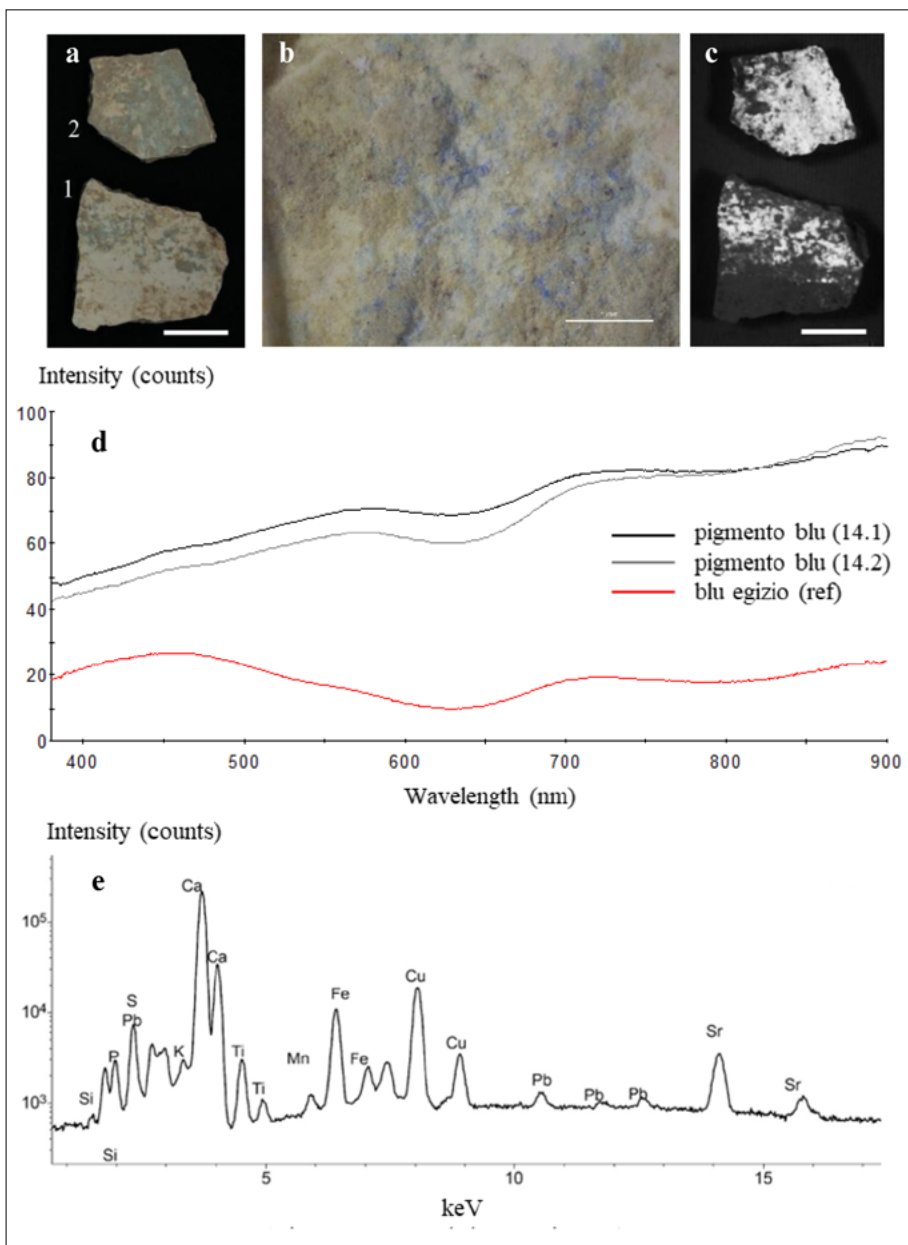 a
b
c
2
1
Intensity (counts)
100
d
80
60
40
20
0
pigmento blu (14.1)
pigmento blu (14.2)
blu egizio (ref)
400 500 600 700 800 900
Wavelength (nm)
Intensity (counts)
e
Ca
10⁵
Ca
S
Pb
Fe
Cu
10⁴
P
K
Ti
Mn
Fe
Cu
Sr
10³
Si
Ti
Pb
Pb
Pb
Sr
Si
5 10 15
keV